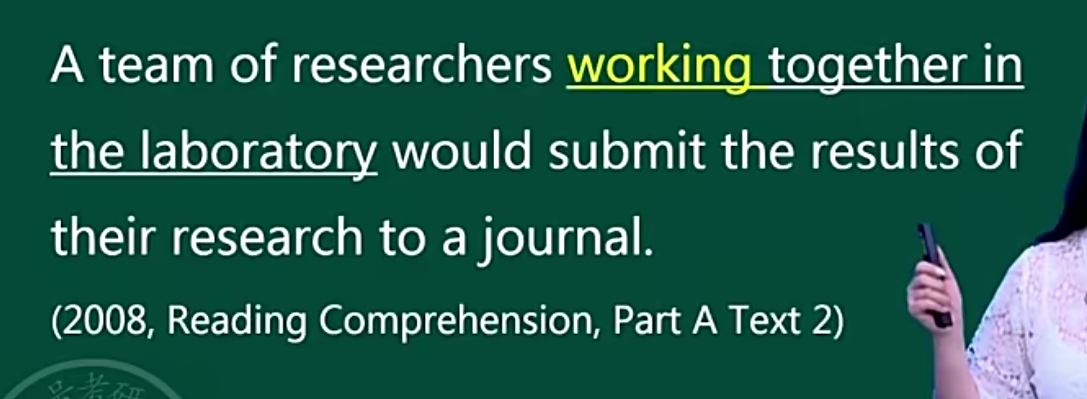 A team of researchers working together in
the laboratory would submit the results of
their research to a journal.
(2008, Reading Comprehension, Part A Text 2)
考研